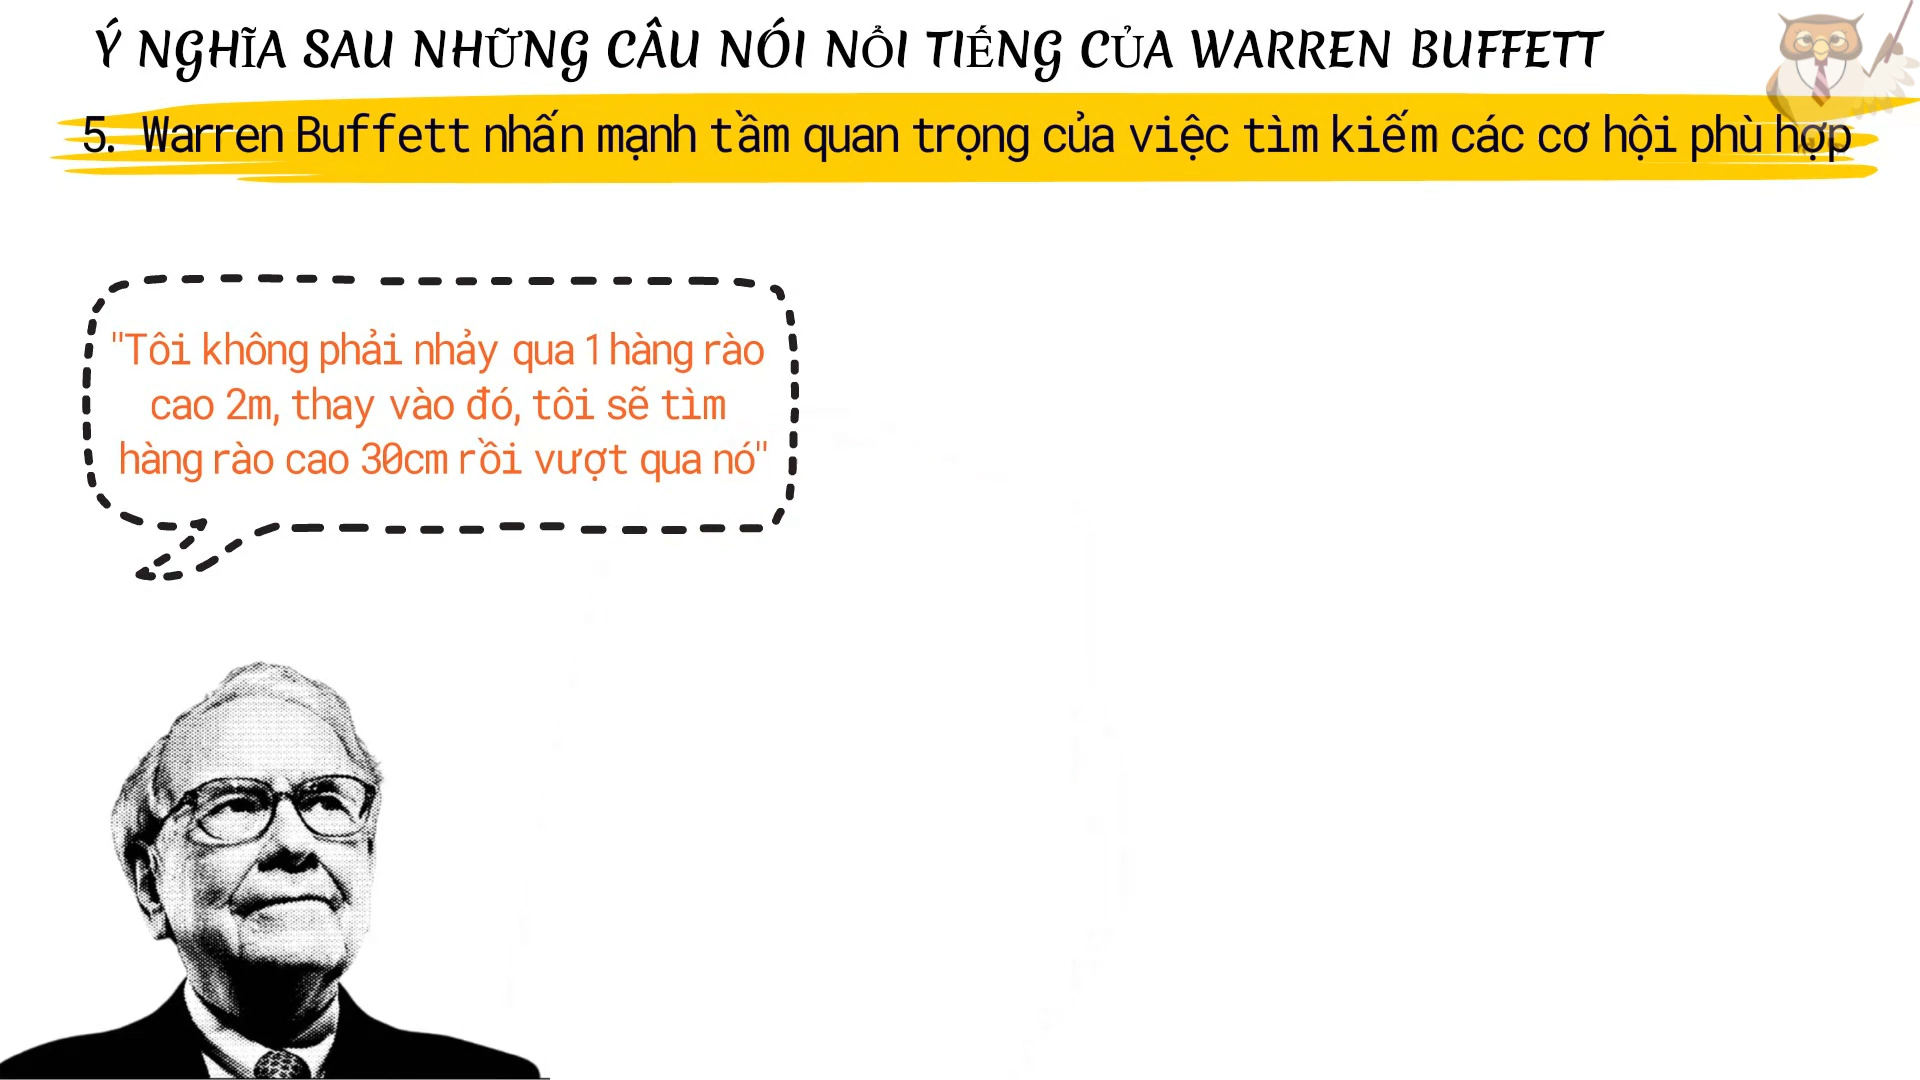 Ý NGHĨA SAU NHỮNG CÂU NÓI NỔI TIẾNG CỦA WARREN BUFFETT
5. Warren Buffett nhấn mạnh tầm quan trọng của việc tìm kiếm các cơ hội phù hợp
"Tôi không phải nhảy qua 1 hàng rào
cao 2m, thay vào đó, tôi sẽ tìm
hàng rào cao 30cm rồi vượt qua nó"